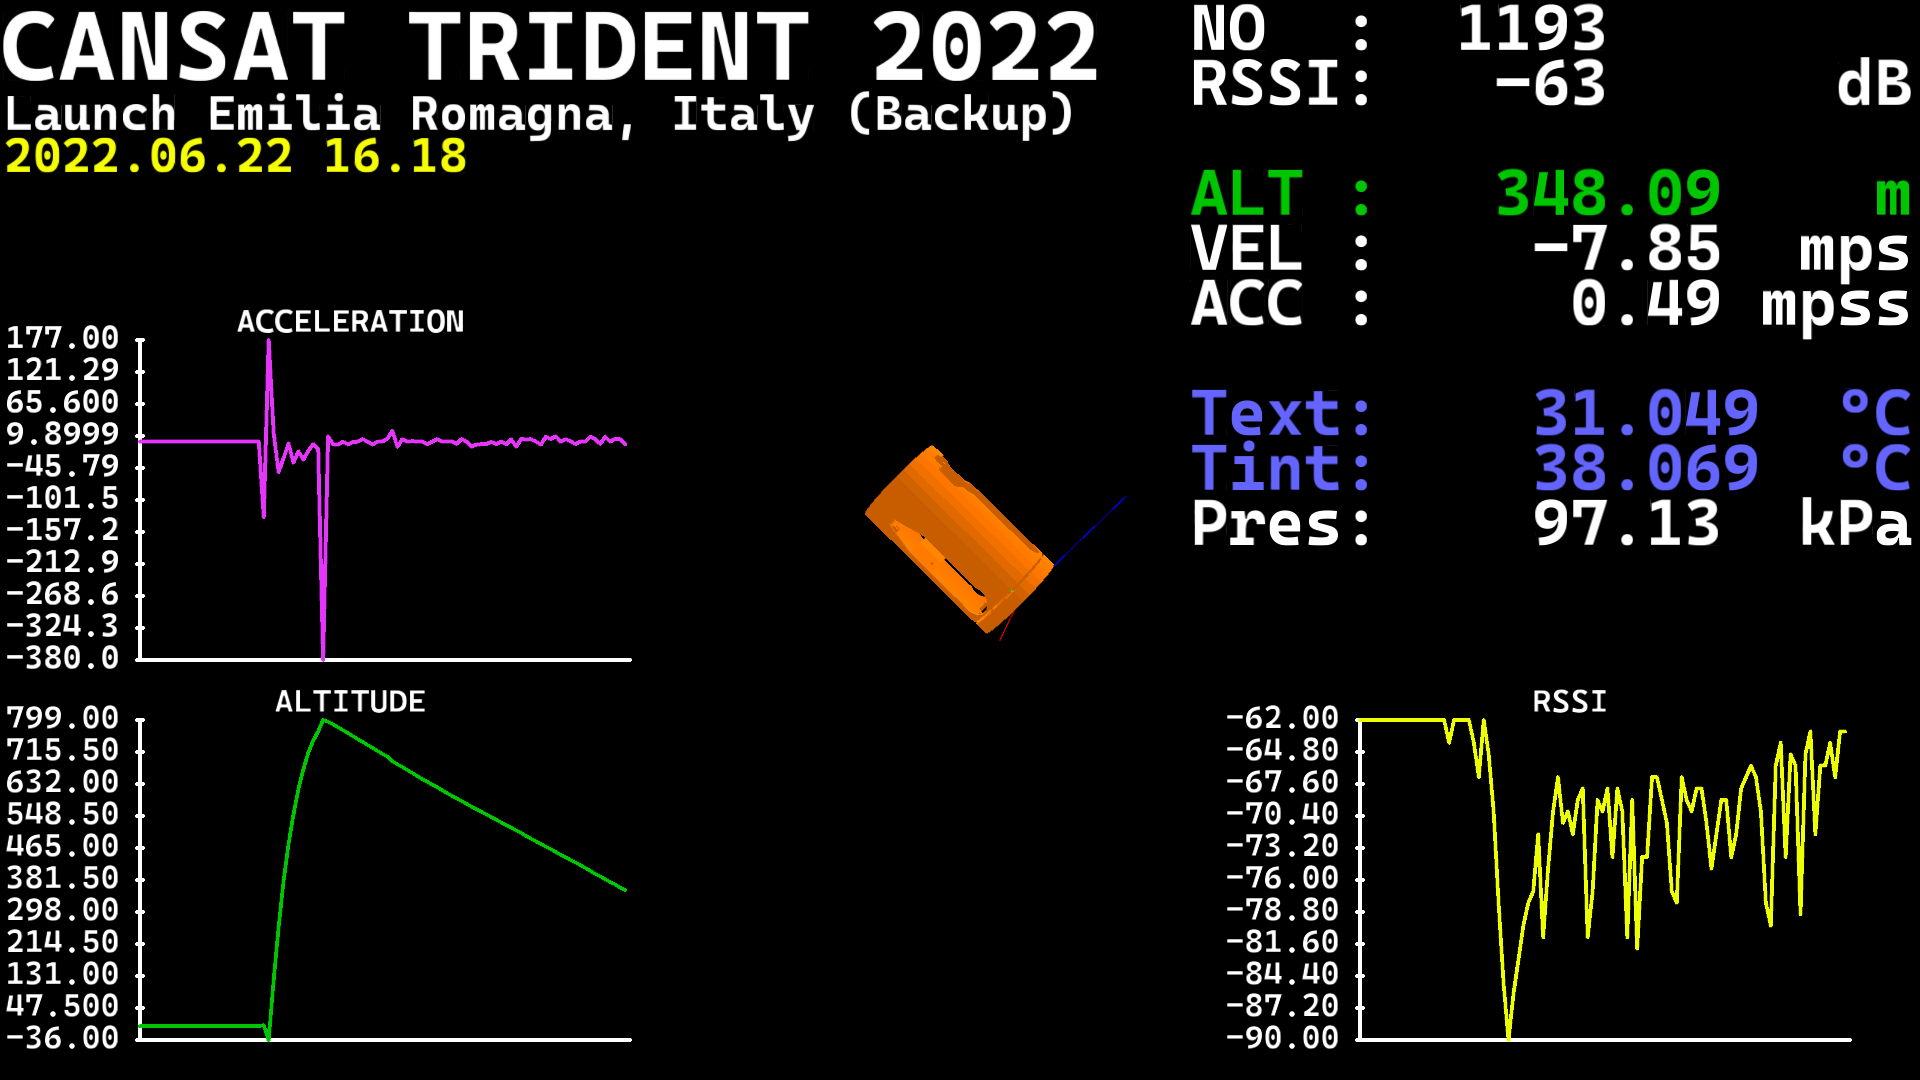 CANSAT TRIDENT 2022
Launch Emilia Romagna, Italy (Backup)
2022.06.22 16.18
NO : 1193
RSSI: -63 dB
ALT : 348.09 m
VEL : -7.85 mps
ACC : 0.49 mpss
Text: 31.049 °C
Tint: 38.069 °C
Pres: 97.13 kPa
ACCELERATION
177.00
121.29
65.600
9.8999
-45.79
-101.5
-157.2
-212.9
-268.6
-324.3
-380.0
ALTITUDE
799.00
715.50
632.00
548.50
465.00
381.50
298.00
214.50
131.00
47.500
-36.00
RSSI
-62.00
-64.80
-67.60
-70.40
-73.20
-76.00
-78.80
-81.60
-84.40
-87.20
-90.00